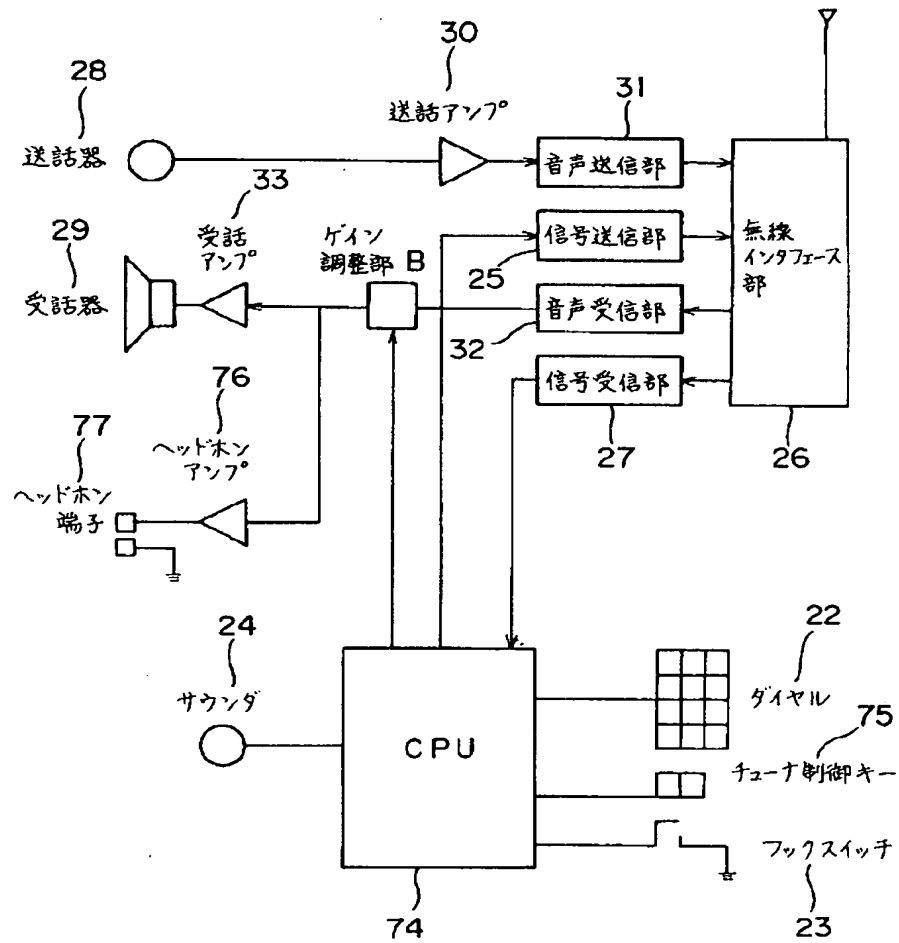 30
28
31
送話アンプ
送話器
音声送信部
33
29
受話
アンプ
ゲイン
調整部 B
信号送信部
無線
インタフェース
部
25
受話器
音声受信部
32
76
信号受信部
77
ヘッドホン
アンプ
27
26
ヘッドホン
端子
24
22
サウンダ
ダイヤル
75
CPU
チューナ制御キー
フックスイッチ
74
23